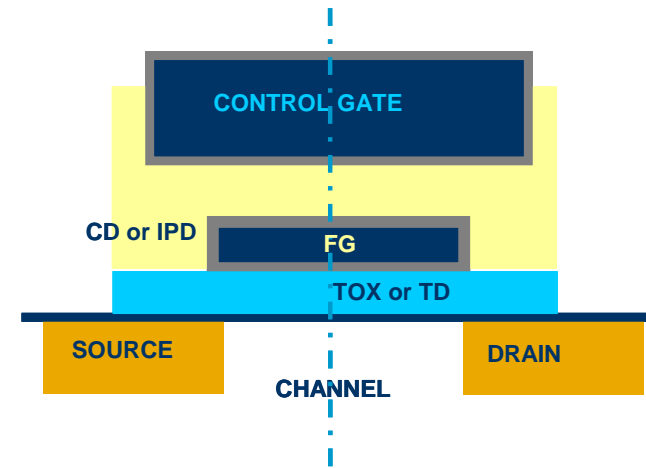 CONTROL GATE
CD or IPD
FG
TOX or TD
SOURCE
DRAIN
CHANNEL